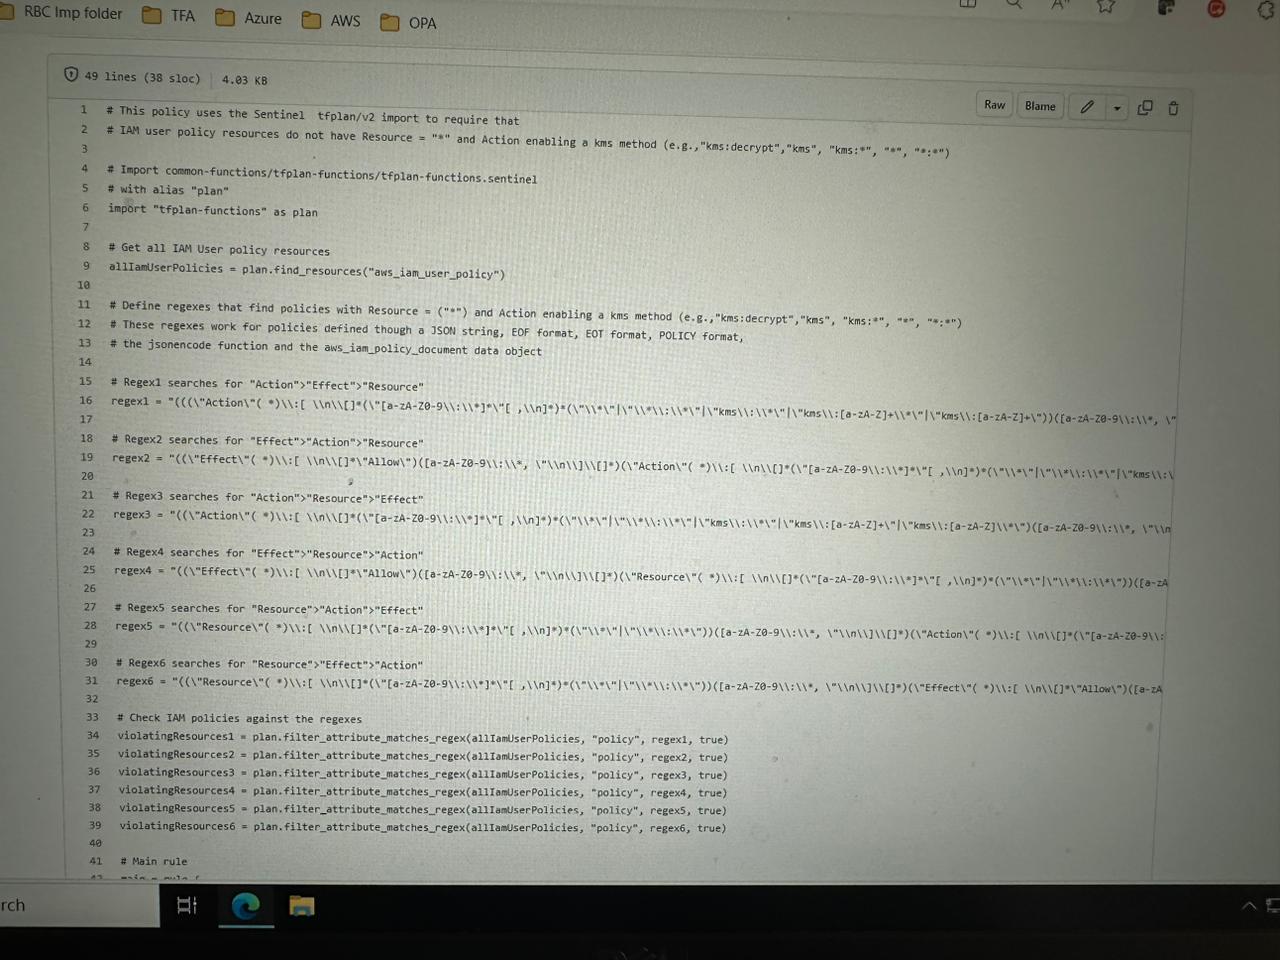 RBC Imp folder TFA Azure AWS OPA
49 lines (38 sloc) 4.03 KB
Raw Blame
1 # This policy uses the Sentinel tfplan/v2 import to require that
2 # IAM user policy resources do not have Resource = "*" and Action enabling a kms method (e.g.,"kms:decrypt","kms", "kms:*", "*", "*:*")
3
4 # Import common-functions/tfplan-functions/tfplan-functions.sentinel
5 # with alias "plan"
6 import "tfplan-functions" as plan
7
8 # Get all IAM User policy resources
9 allIamUserPolicies = plan.find_resources("aws_iam_user_policy")
10
11 # Define regexes that find policies with Resource = ("*") and Action enabling a kms method (e.g.,"kms:decrypt","kms", "kms:*", "*", "*:*")
12 # These regexes work for policies defined though a JSON string, EOF format, EOT format, POLICY format,
13 # the jsonencode function and the aws_iam_policy_document data object
14
15 # Regex1 searches for "Action">"Effect">"Resource"
16 regex1 = "(((\"Action\"( *)\\:[ \\n\\[]*(\"[a-zA-Z0-9\\:\\*]*\"[ ,\\n]*)*(\"\\*\"|\"\\*\\:\\*\"|\"kms\\:\\*\"|\"kms\\:[a-zA-Z]+\\*\"|\"kms\\:[a-zA-Z]+\"))([a-zA-Z0-9\\:\\*, \"
17
18 # Regex2 searches for "Effect">"Action">"Resource"
19 regex2 = "((\"Effect\"( *)\\:[ \\n\\[]*\"Allow\")([a-zA-Z0-9\\:\\*, \"\\n\\]\\[]*)(\"Action\"( *)\\:[ \\n\\[]*(\"[a-zA-Z0-9\\:\\*]*\"[ ,\\n]*)*(\"\\*\"|\"\\*\\:\\*\"|\"kms\\:\
20
21 # Regex3 searches for "Action">"Resource">"Effect"
22 regex3 = "((\"Action\"( *)\\:[ \\n\\[]*(\"[a-zA-Z0-9\\:\\*]*\"[ ,\\n]*)*(\"\\*\"|\"\\*\\:\\*\"|\"kms\\:\\*\"|\"kms\\:[a-zA-Z]+\"|\"kms\\:[a-zA-Z]\\*\")([a-zA-Z0-9\\:\\*, \"\\n
23
24 # Regex4 searches for "Effect">"Resource">"Action"
25 regex4 = "((\"Effect\"( *)\\:[ \\n\\[]*\"Allow\")([a-zA-Z0-9\\:\\*, \"\\n\\]\\[]*)(\"Resource\"( *)\\:[ \\n\\[]*(\"[a-zA-Z0-9\\:\\*]*\"[ ,\\n]*)*(\"\\*\"|\"\\*\\:\\*\"))([a-zA
26
27 # Regex5 searches for "Resource">"Action">"Effect"
28 regex5 = "((\"Resource\"( *)\\:[ \\n\\[]*(\"[a-zA-Z0-9\\:\\*]*\"[ ,\\n]*)*(\"\\*\"|\"\\*\\:\\*\"))([a-zA-Z0-9\\:\\*, \"\\n\\]\\[]*)(\"Action\"( *)\\:[ \\n\\[]*(\"[a-zA-Z0-9\\:
29
30 # Regex6 searches for "Resource">"Effect">"Action"
31 regex6 = "((\"Resource\"( *)\\:[ \\n\\[]*(\"[a-zA-Z0-9\\:\\*]*\"[ ,\\n]*)*(\"\\*\"|\"\\*\\:\\*\"))([a-zA-Z0-9\\:\\*, \"\\n\\]\\[]*)(\"Effect\"( *)\\:[ \\n\\[]*\"Allow\")([a-zA
32
33 # Check IAM policies against the regexes
34 violatingResources1 = plan.filter_attribute_matches_regex(allIamUserPolicies, "policy", regex1, true)
35 violatingResources2 = plan.filter_attribute_matches_regex(allIamUserPolicies, "policy", regex2, true)
36 violatingResources3 = plan.filter_attribute_matches_regex(allIamUserPolicies, "policy", regex3, true)
37 violatingResources4 = plan.filter_attribute_matches_regex(allIamUserPolicies, "policy", regex4, true)
38 violatingResources5 = plan.filter_attribute_matches_regex(allIamUserPolicies, "policy", regex5, true)
39 violatingResources6 = plan.filter_attribute_matches_regex(allIamUserPolicies, "policy", regex6, true)
40
41 # Main rule
rch